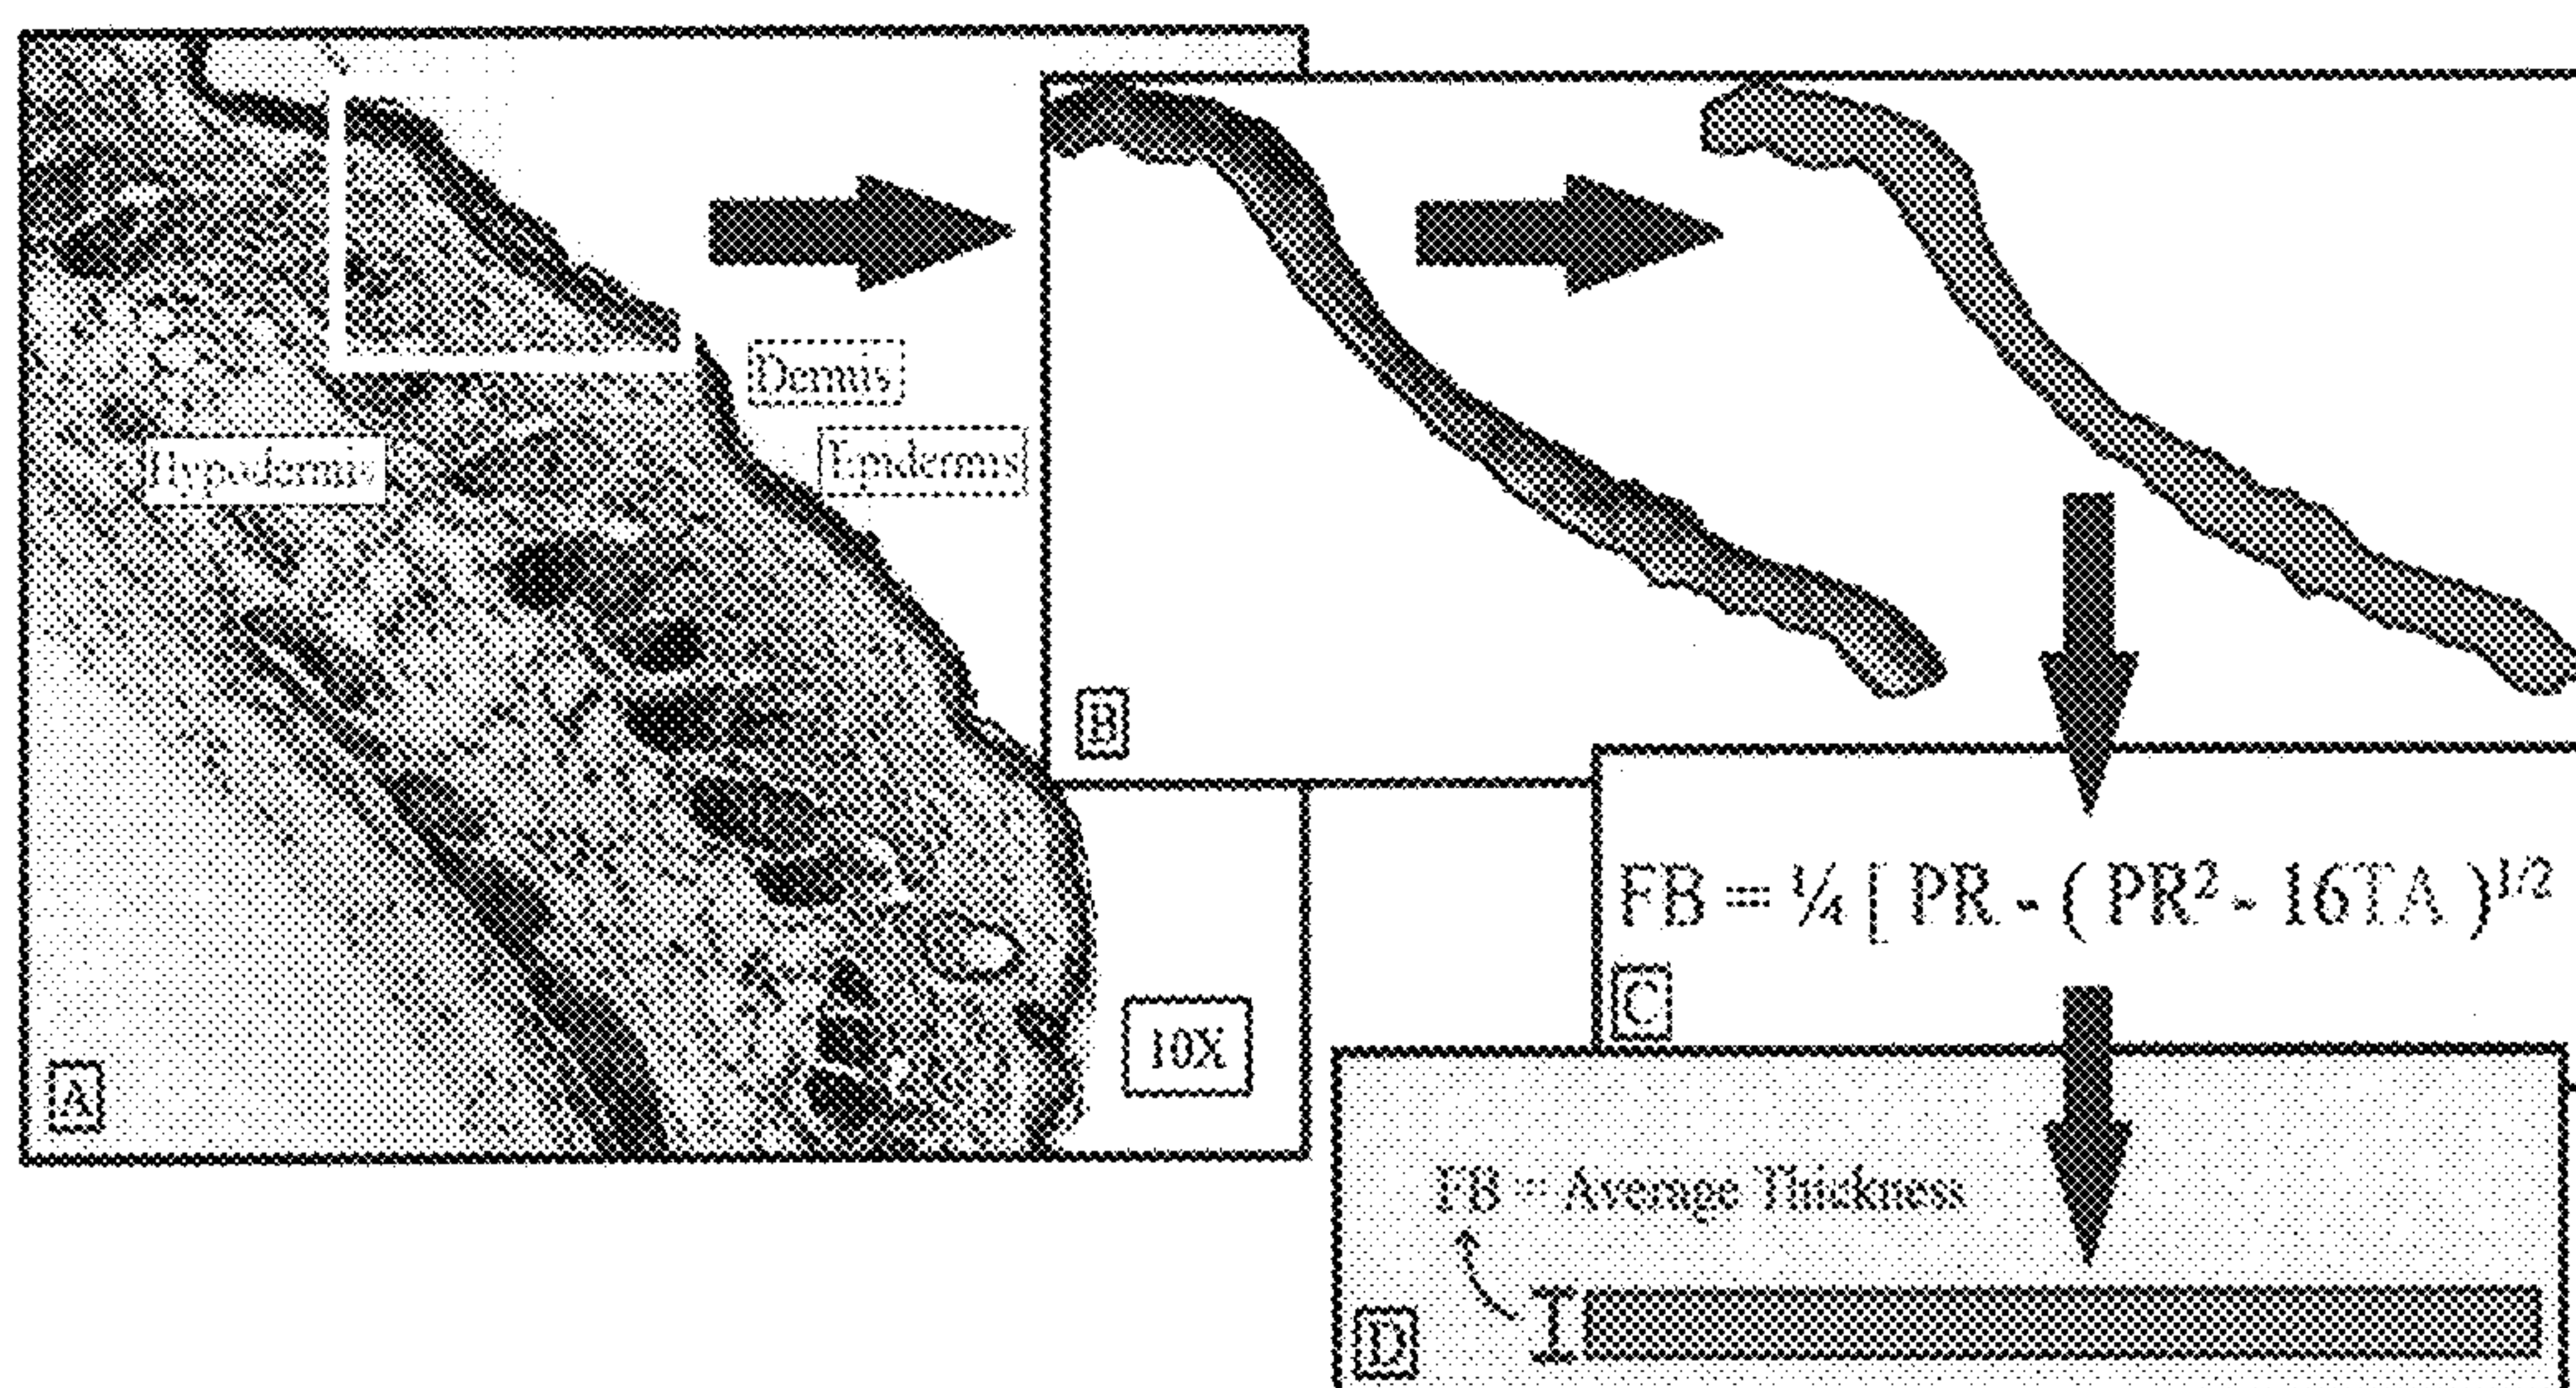 Dermis
Epidermis
Hypodermis
A
10X
B
FB = ¼ [ PR - ( PR² - 16TA )^1/2
C
FB = Average Thickness
D